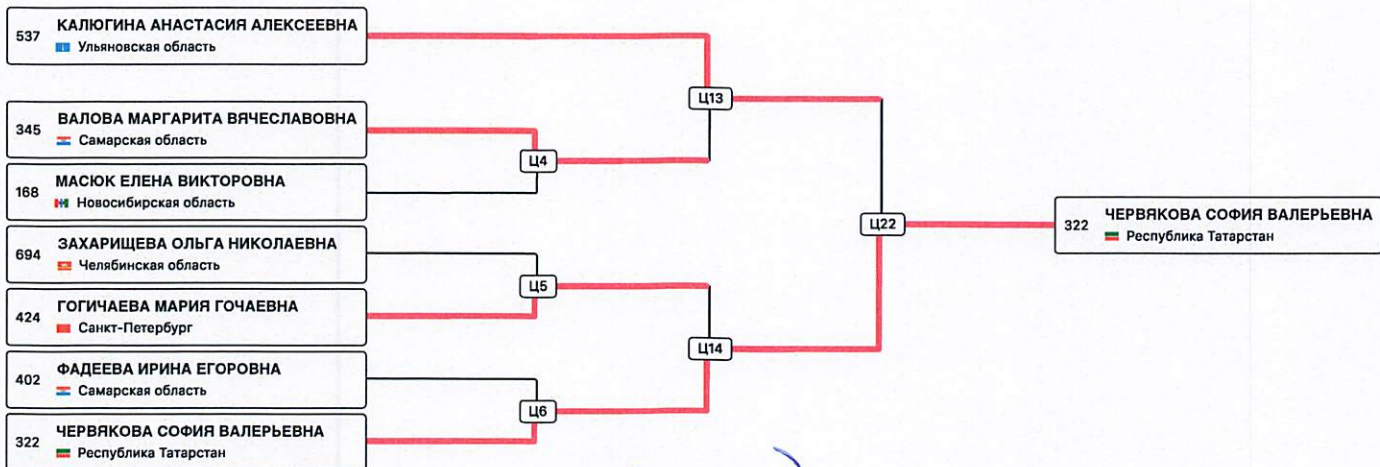 537 КАЛЮГИНА АНАСТАСИЯ АЛЕКСЕЕВНА
Ульяновская область
Ц13
345 ВАЛОВА МАРГАРИТА ВЯЧЕСЛАВОВНА
Самарская область
Ц4
168 МАСЮК ЕЛЕНА ВИКТОРОВНА
Новосибирская область
Ц22
322 ЧЕРВЯКОВА СОФИЯ ВАЛЕРЬЕВНА
Республика Татарстан
694 ЗАХАРИЩЕВА ОЛЬГА НИКОЛАЕВНА
Челябинская область
Ц5
424 ГОГИЧАЕВА МАРИЯ ГОЧАЕВНА
Санкт-Петербург
Ц14
402 ФАДЕЕВА ИРИНА ЕГОРОВНА
Самарская область
Ц6
322 ЧЕРВЯКОВА СОФИЯ ВАЛЕРЬЕВНА
Республика Татарстан